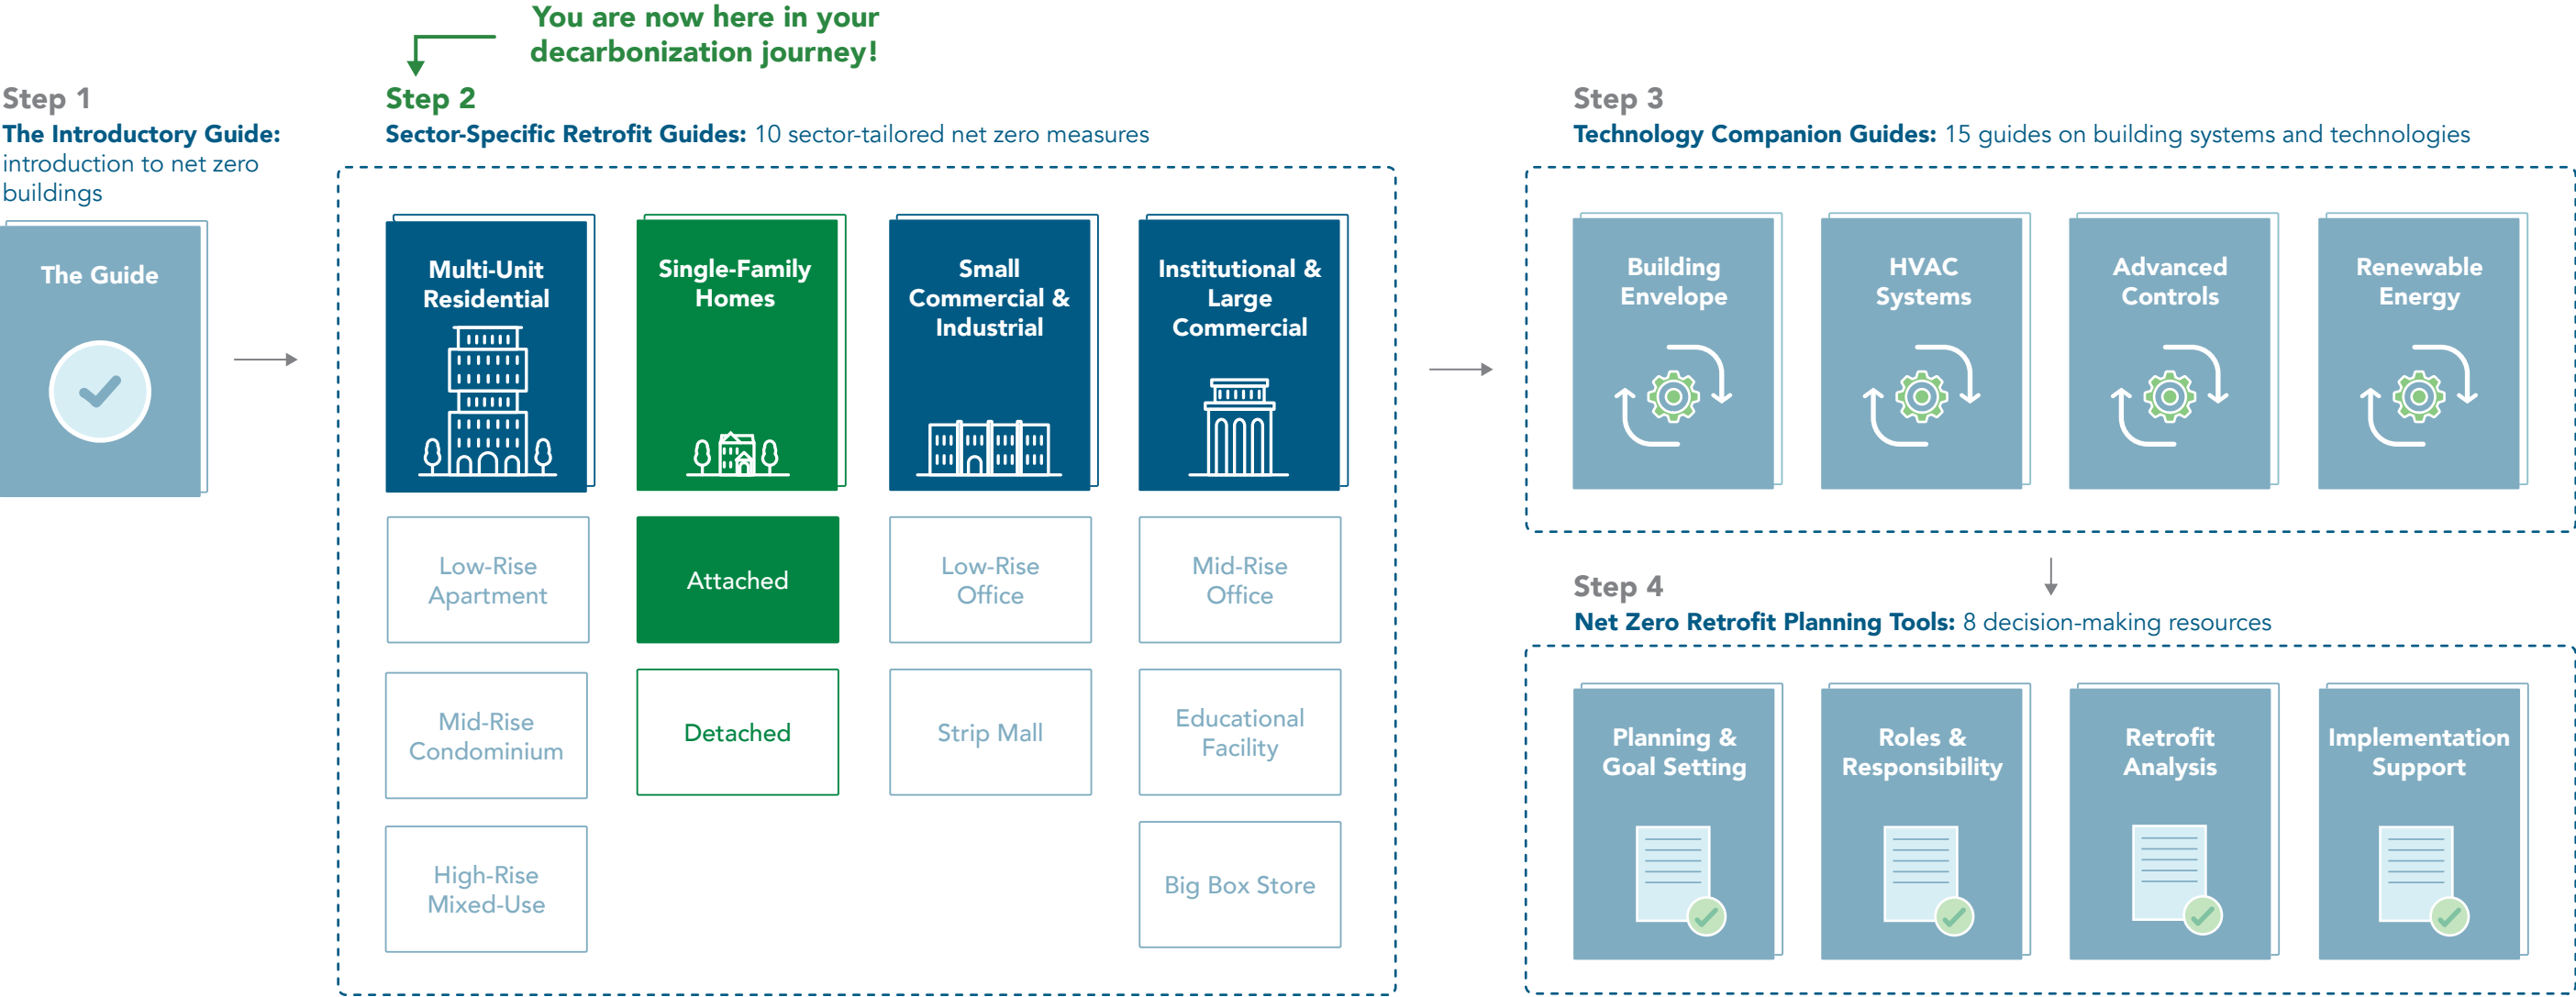 You are now here in your
decarbonization journey!
Step 1
The Introductory Guide:
introduction to net zero
buildings
The Guide
Step 2
Sector-Specific Retrofit Guides: 10 sector-tailored net zero measures
Multi-Unit
Residential
Single-Family
Homes
Small
Commercial &
Industrial
Institutional &
Large
Commercial
Low-Rise
Apartment
Attached
Low-Rise
Office
Mid-Rise
Office
Mid-Rise
Condominium
Detached
Strip Mall
Educational
Facility
High-Rise
Mixed-Use
Big Box Store
Step 3
Technology Companion Guides: 15 guides on building systems and technologies
Building
Envelope
HVAC
Systems
Advanced
Controls
Renewable
Energy
Step 4
Net Zero Retrofit Planning Tools: 8 decision-making resources
Planning &
Goal Setting
Roles &
Responsibility
Retrofit
Analysis
Implementation
Support